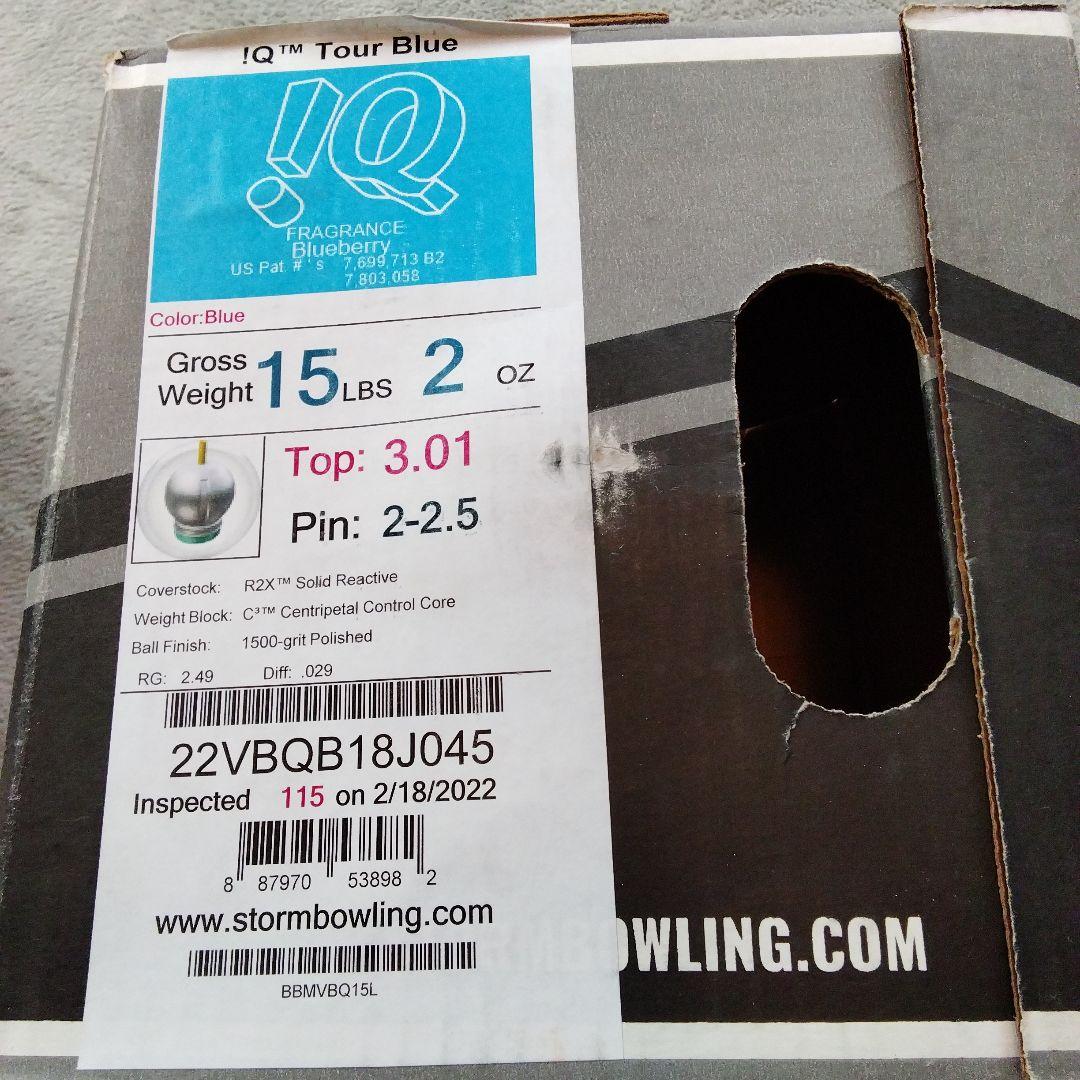 !Q™ Tour Blue
!Q
FRAGRANCE
Blueberry
US Pat. #'s 7,699,713 B2
7,803,058
Color:Blue
Gross Weight 15 LBS 2 OZ
Top: 3.01
Pin: 2-2.5
Coverstock: R2X™ Solid Reactive
Weight Block: C³™ Centripetal Control Core
Ball Finish: 1500-grit Polished
RG: 2.49 Diff: .029
22VBQB18J045
Inspected 115 on 2/18/2022
8 87970 53898 2
www.stormbowling.com
BBMVBQ15L
RMBOWLING.COM